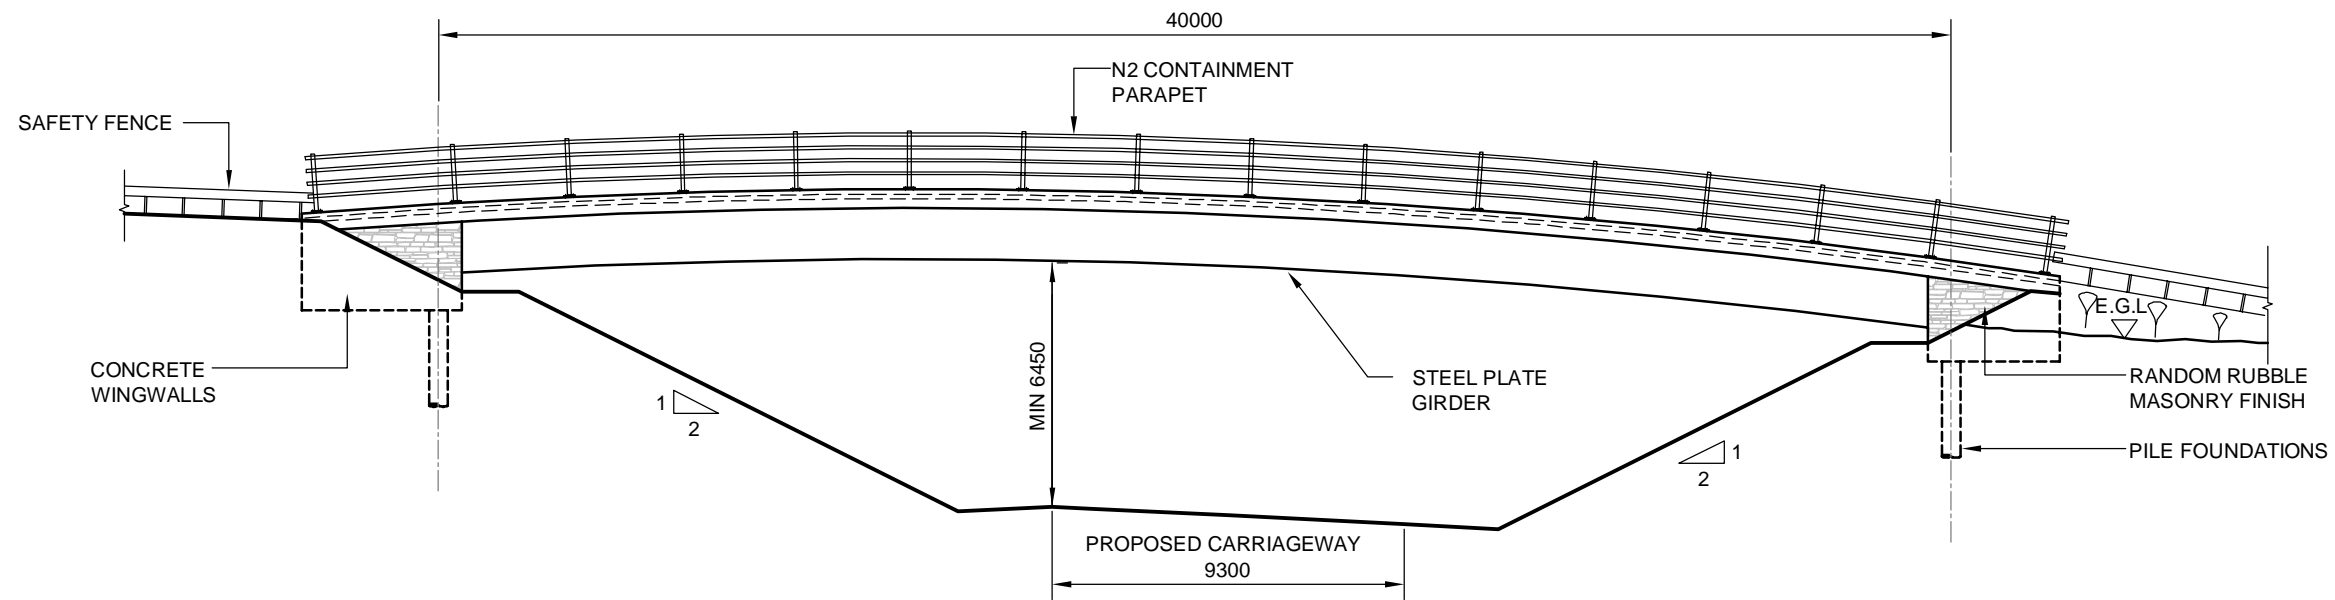 40000
N2 CONTAINMENT
PARAPET
SAFETY FENCE
E.G.L
CONCRETE
WINGWALLS
1
2
MIN 6450
STEEL PLATE
GIRDER
1
2
RANDOM RUBBLE
MASONRY FINISH
PILE FOUNDATIONS
PROPOSED CARRIAGEWAY
9300